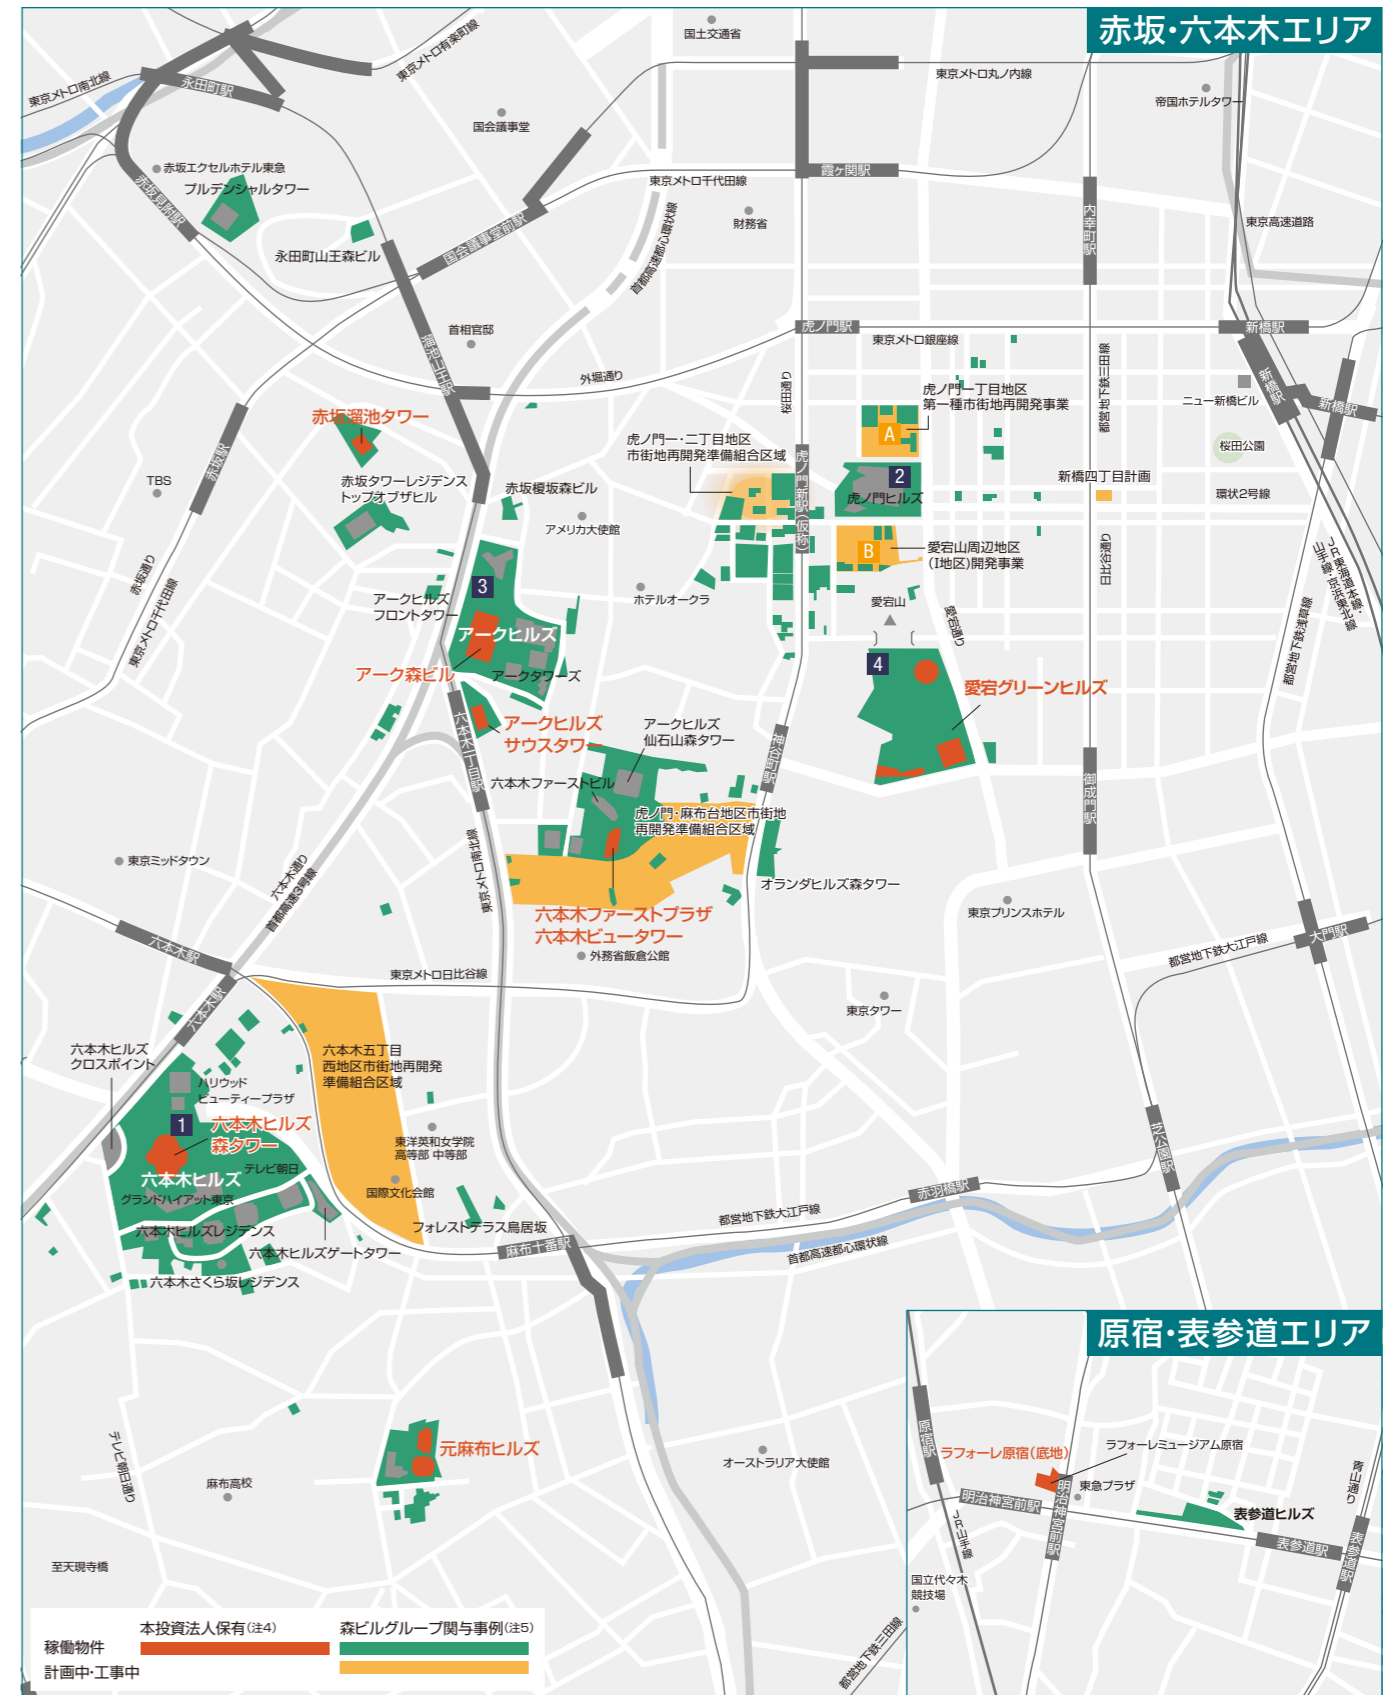 赤坂・六本木エリア
国土交通省
東京メトロ有楽町線
東京メトロ南北線
永田町駅
東京メトロ丸ノ内線
帝国ホテルタワー
国会議事堂
赤坂エクセルホテル東急
プルデンシャルタワー
赤坂見附駅
東京メトロ千代田線
霞ヶ関駅
財務省
内幸町駅
東京高速道路
永田町山王森ビル
国会議事堂前駅
首都高速都心環状線
首相官邸
溜池山王駅
虎ノ門駅
東京メトロ銀座線
新橋駅
外堀通り
桜田通り
都営地下鉄三田線
新橋駅
ニュー新橋ビル
新橋駅
赤坂溜池タワー
虎ノ門一丁目地区
第一種市街地再開発事業
A
虎ノ門一・二丁目地区
市街地再開発準備組合区域
虎ノ門新駅(仮称)
桜田公園
赤坂駅
TBS
赤坂タワーレジデンス
トップオブザヒル
赤坂榎坂森ビル
アメリカ大使館
2
虎ノ門ヒルズ
新橋四丁目計画
環状2号線
B
愛宕山周辺地区
(I地区)開発事業
日比谷通り
JR東海道本線・
山手線・京浜東北線
赤坂通り
東京メトロ千代田線
3
アークヒルズ
フロントタワー
アークヒルズ
ホテルオークラ
愛宕山
愛宕通り
都営地下鉄浅草線
アーク森ビル
アークタワーズ
4
愛宕グリーンヒルズ
六本木一丁目駅
アークヒルズ
サウスタワー
アークヒルズ
仙石山森タワー
神谷町駅
御成門駅
六本木ファーストビル
虎ノ門・麻布台地区市街地
再開発準備組合区域
東京ミッドタウン
六本木通り
首都高速3号線
東京メトロ南北線
オランダヒルズ森タワー
六本木ファーストプラザ
六本木ビュータワー
東京プリンスホテル
大門駅
六本木駅
外務省飯倉公館
都営地下鉄大江戸線
東京メトロ日比谷線
六本木駅
東京タワー
六本木ヒルズ
クロスポイント
六本木五丁目
西地区市街地再開発
準備組合区域
ハリウッド
ビューティープラザ
1
六本木ヒルズ
森タワー
東洋英和女学院
高等部 中等部
芝公園駅
テレビ朝日
六本木ヒルズ
グランドハイアット東京
国際文化会館
赤羽橋駅
六本木ヒルズレジデンス
フォレストテラス鳥居坂
都営地下鉄大江戸線
六本木ヒルズゲートタワー
麻布十番駅
首都高速都心環状線
六本木さくら坂レジデンス
テレビ朝日通り
麻布高校
元麻布ヒルズ
オーストラリア大使館
至天現寺橋
都営地下鉄三田線
原宿・表参道エリア
原宿駅
ラフォーレ原宿(底地)
ラフォーレミュージアム原宿
東急プラザ
青山通り
明治神宮前駅
明治神宮前駅
表参道ヒルズ
JR山手線
表参道駅
表参道駅
国立代々木
競技場
本投資法人保有(注4)
森ビルグループ関与事例(注5)
稼働物件
計画中・工事中